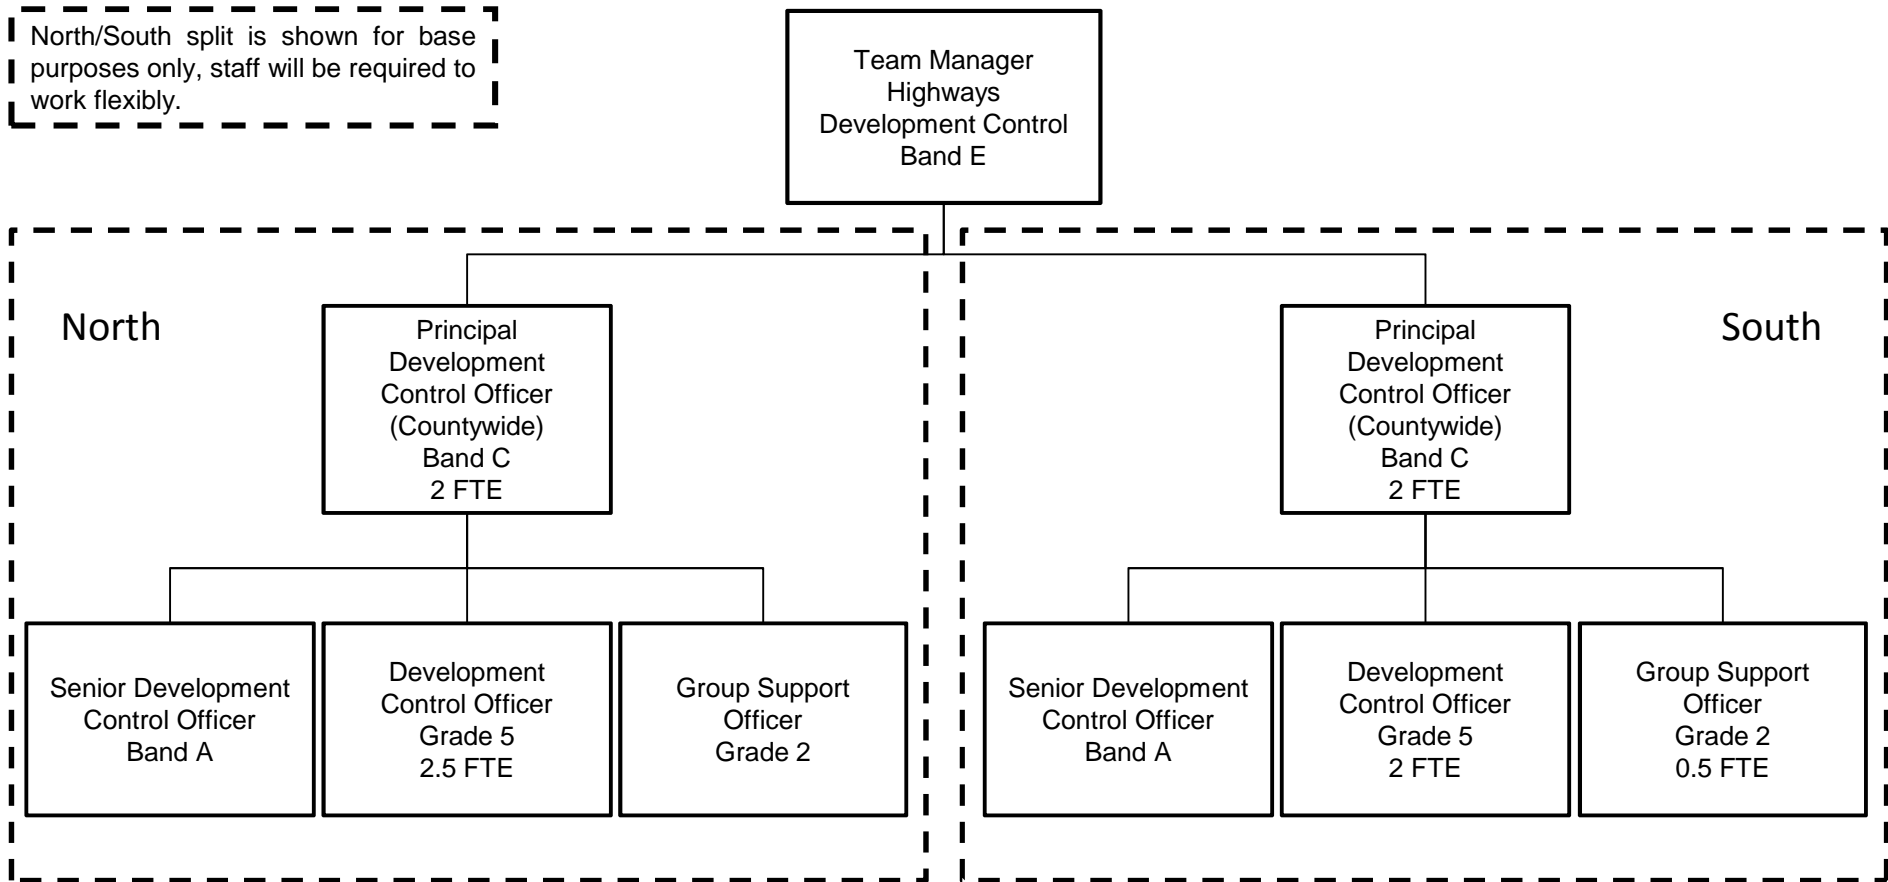 North/South split is shown for base
purposes only, staff will be required to
work flexibly.
Team Manager
Highways
Development Control
Band E
North
Principal
Development
Control Officer
(Countywide)
Band C
2 FTE
Senior Development
Control Officer
Band A
Development
Control Officer
Grade 5
2.5 FTE
Group Support
Officer
Grade 2
South
Principal
Development
Control Officer
(Countywide)
Band C
2 FTE
Senior Development
Control Officer
Band A
Development
Control Officer
Grade 5
2 FTE
Group Support
Officer
Grade 2
0.5 FTE